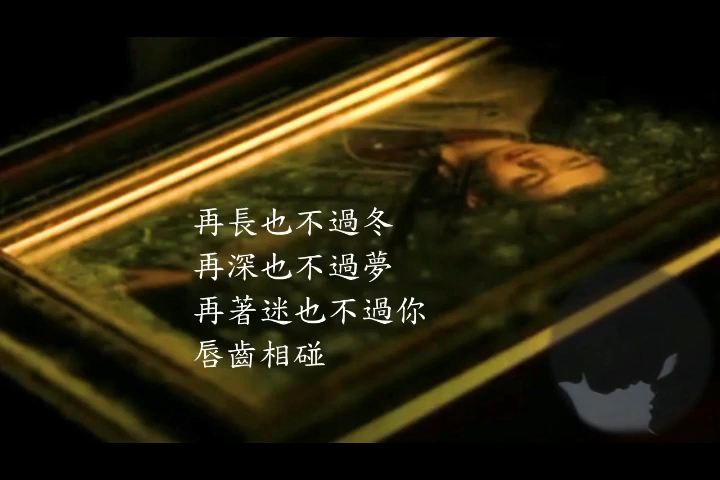 再長也不過冬
再深也不過夢
再著迷也不過你
唇齒相碰